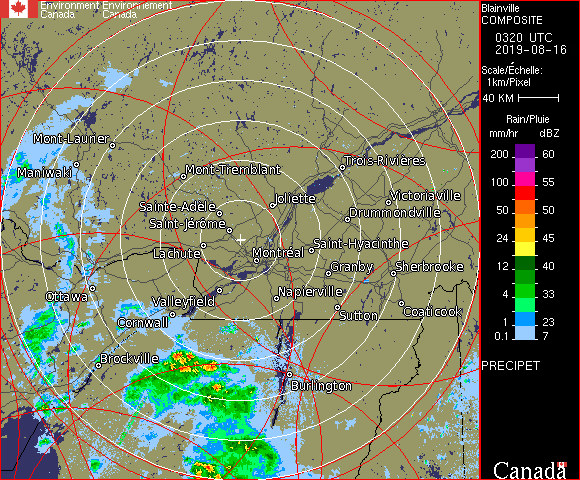 Environment Environnement
Canada Canada
Blainville
COMPOSITE
0320 UTC
2019-08-16
Scale/Échelle:
1km/Pixel
40 KM
Rain/Pluie
mm/hr dBZ
200 60
100 55
50 50
24 45
12 40
4 33
1 23
0.1 7
PRECIPET
Canada
Mont-Laurier
Maniwaki
Mont-Tremblant
Trois-Rivières
Sainte-Adèle
Joliette
Victoriaville
Saint-Jérôme
Drummondville
Lachute
Montréal
Saint-Hyacinthe
Granby
Sherbrooke
Ottawa
Valleyfield
Napierville
Cornwall
Sutton
Coaticook
Brockville
Burlington